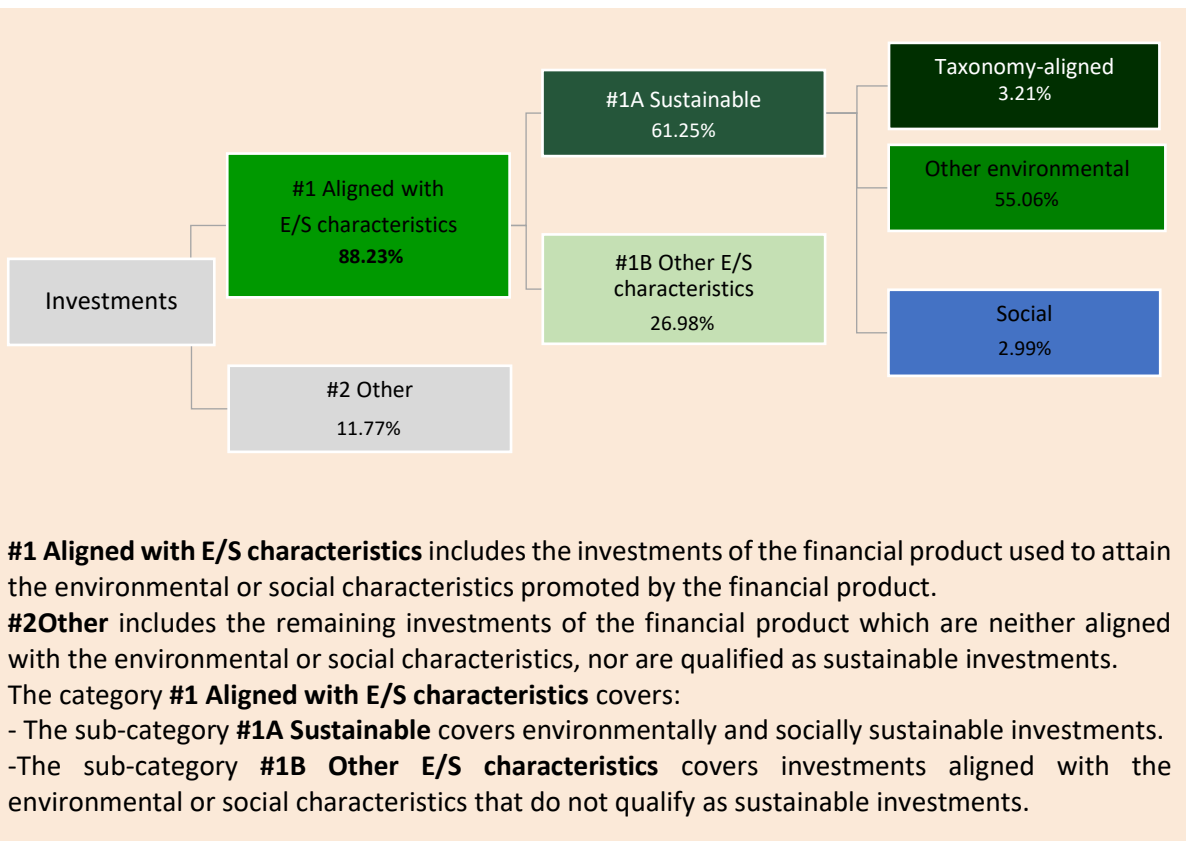 Investments
#1 Aligned with
E/S characteristics
88.23%
#2 Other
11.77%
#1A Sustainable
61.25%
#1B Other E/S
characteristics
26.98%
Taxonomy-aligned
3.21%
Other environmental
55.06%
Social
2.99%
#1 Aligned with E/S characteristics includes the investments of the financial product used to attain
the environmental or social characteristics promoted by the financial product.
#2Other includes the remaining investments of the financial product which are neither aligned
with the environmental or social characteristics, nor are qualified as sustainable investments.
The category #1 Aligned with E/S characteristics covers:
- The sub-category #1A Sustainable covers environmentally and socially sustainable investments.
-The sub-category #1B Other E/S characteristics covers investments aligned with the
environmental or social characteristics that do not qualify as sustainable investments.